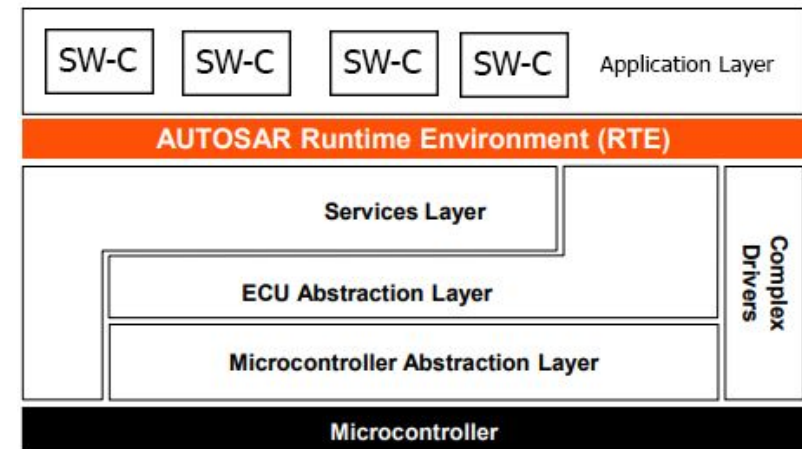 SW-C SW-C SW-C SW-C Application Layer
AUTOSAR Runtime Environment (RTE)
Services Layer
Complex
Drivers
ECU Abstraction Layer
Microcontroller Abstraction Layer
Microcontroller